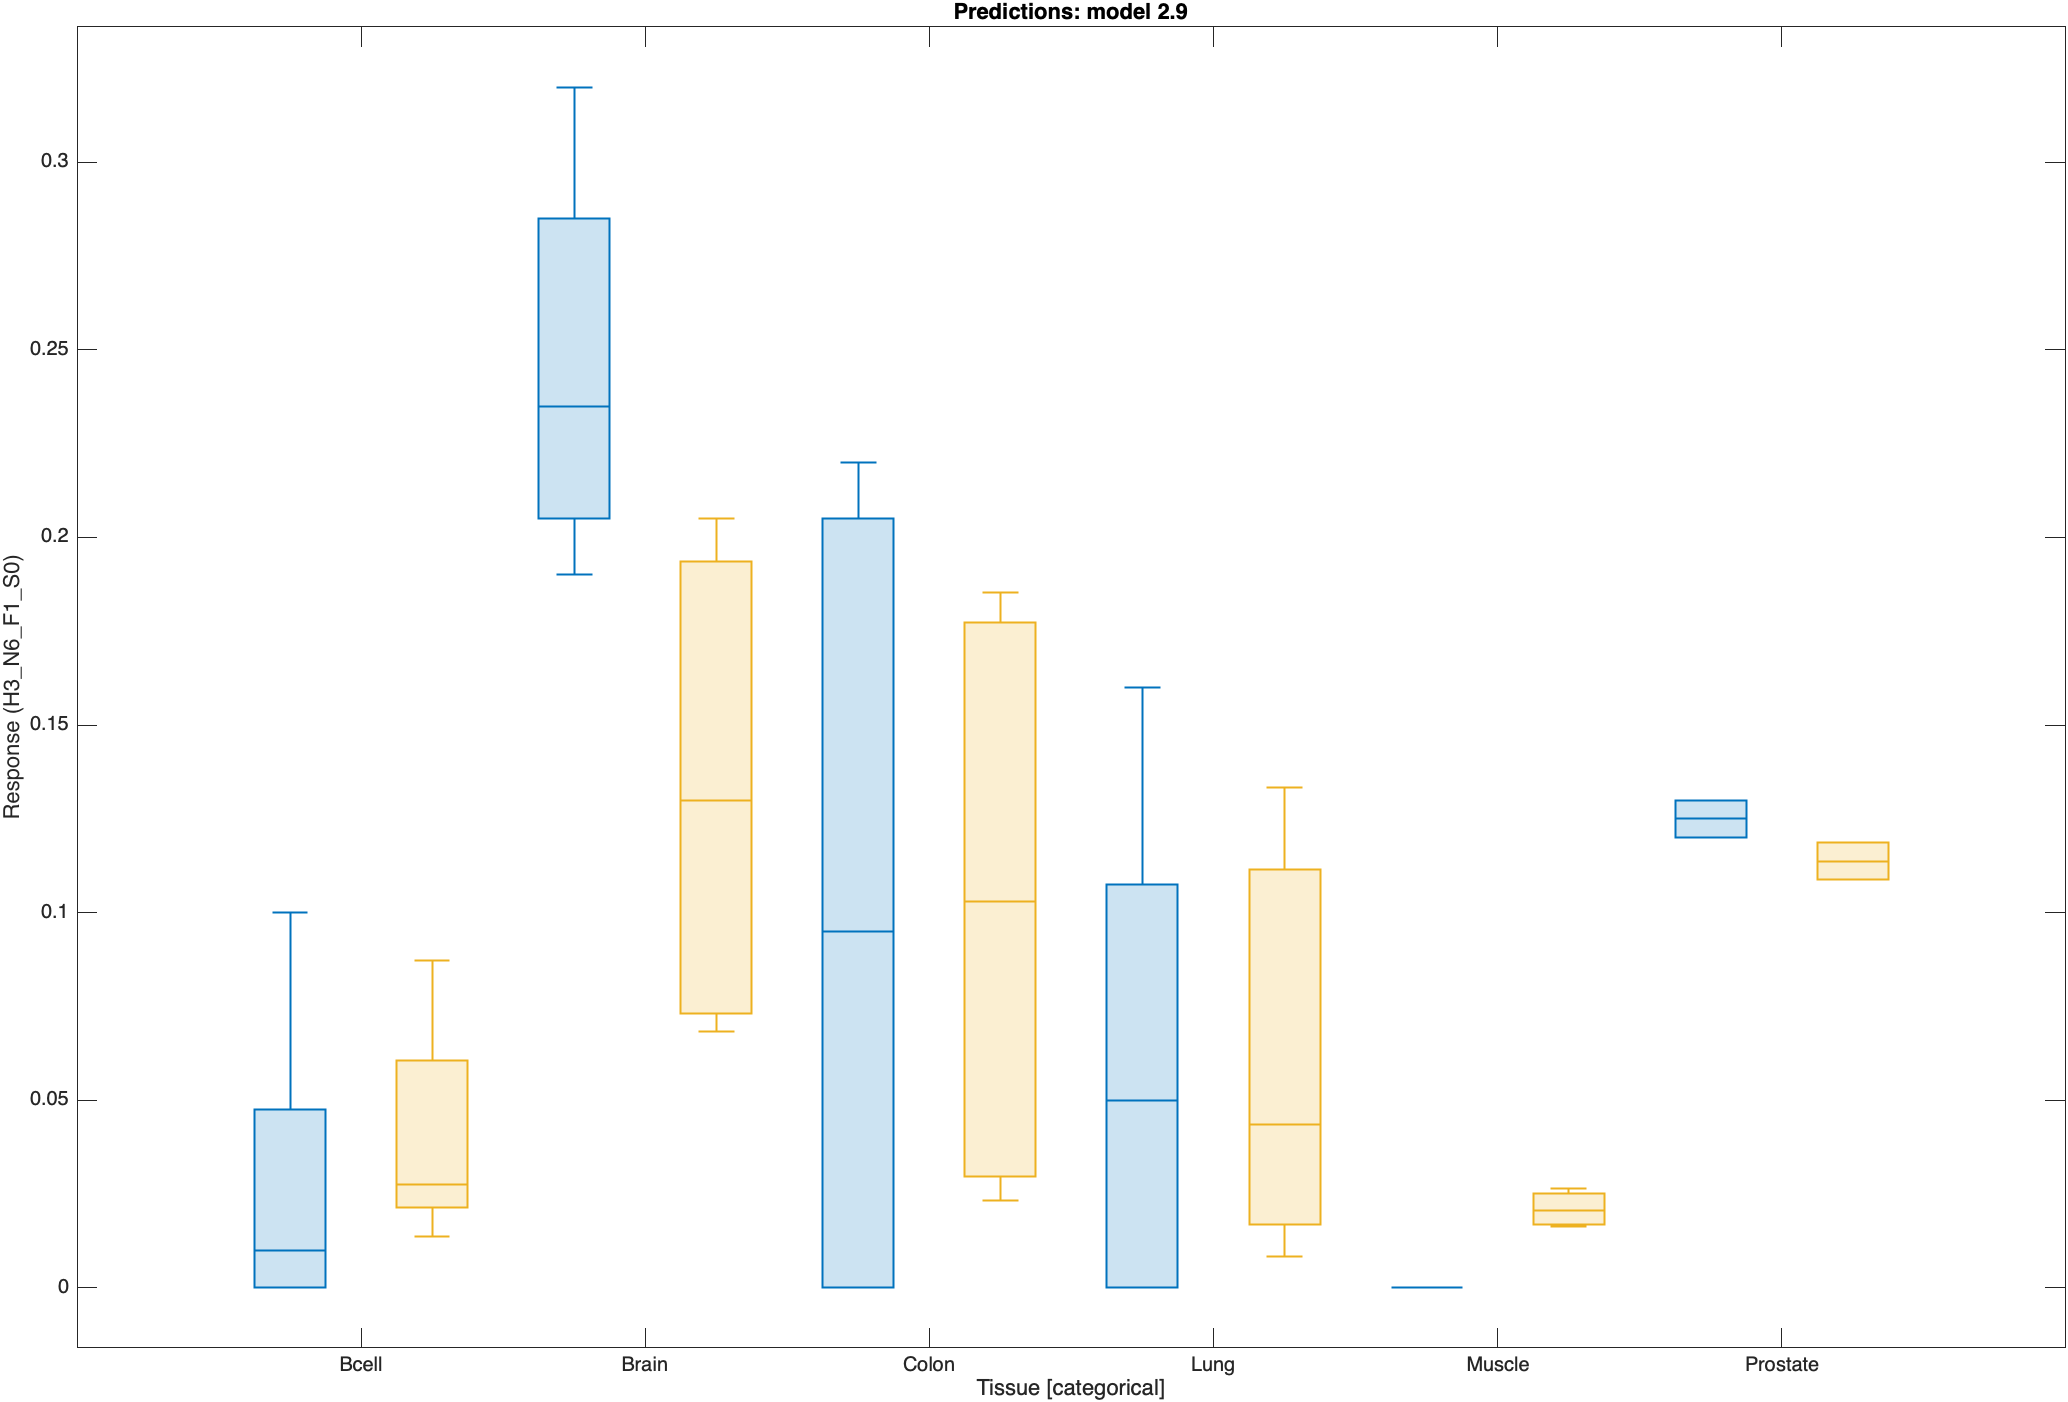 Predictions: model 2.9
Response (H3_N6_F1_S0)
0.3
0.25
0.2
0.15
0.1
0.05
0
Bcell Brain Colon Lung Muscle Prostate
Tissue [categorical]